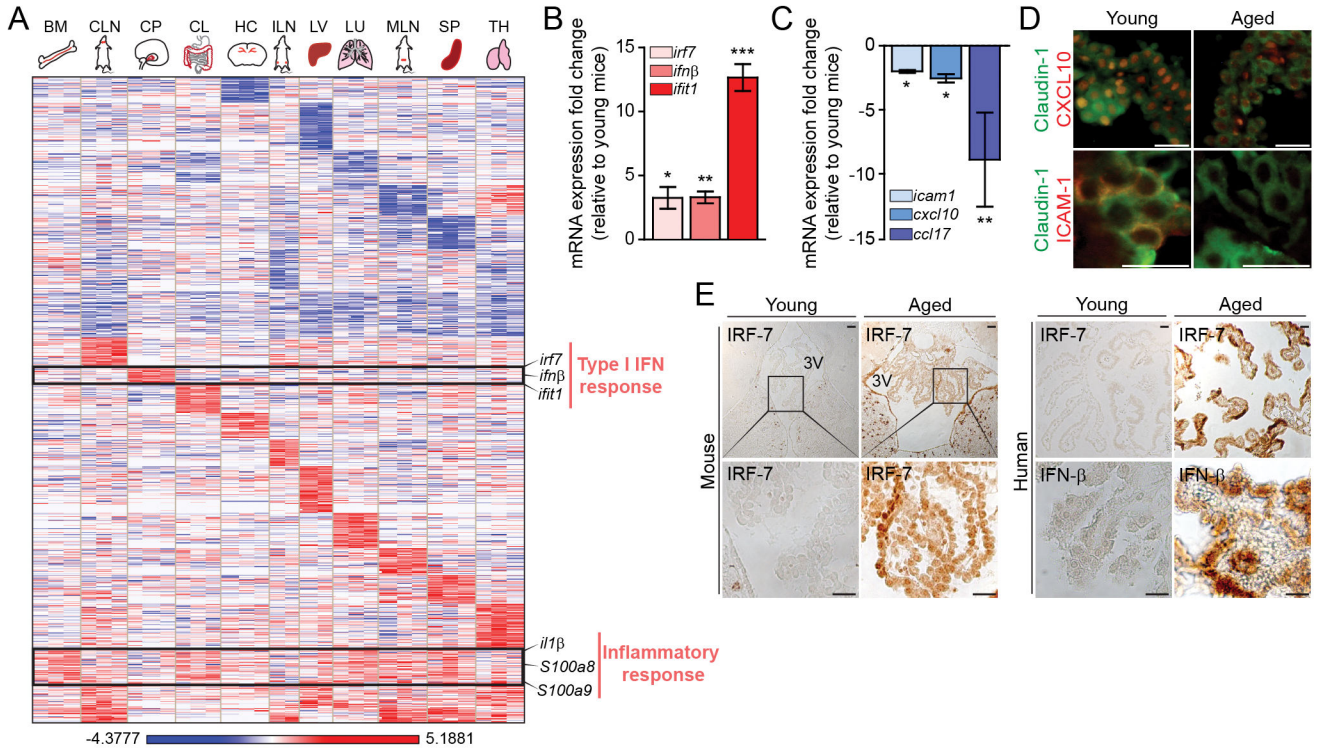 A
BM CLN CP CL HC ILN LV LU MLN SP TH
irf7
ifnβ
ifit1
Type I IFN
response
il1β
S100a8
S100a9
Inflammatory
response
-4.3777
5.1881
B
mRNA expression fold change
(relative to young mice)
15
10
5
0
irf7
ifnβ
ifit1
*
**
***
C
mRNA expression fold change
(relative to young mice)
0
-5
-10
-15
*
*
**
icam1
cxcl10
ccl17
D
Young Aged
Claudin-1
CXCL10
Claudin-1
ICAM-1
E
Young Aged
Mouse
IRF-7
3V
IRF-7
3V
IRF-7
IRF-7
Young Aged
Human
IRF-7
IRF-7
IFN-β
IFN-β